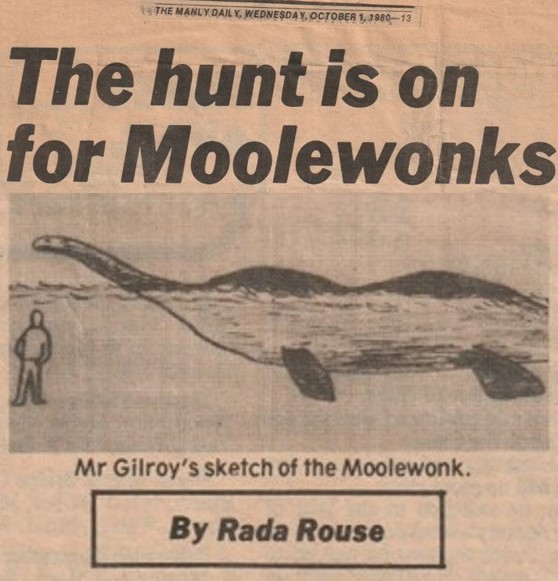 THE MANLY DAILY, WEDNESDAY, OCTOBER 1, 1980—13
The hunt is on
for Moolewonks
Mr Gilroy's sketch of the Moolewonk.
By Rada Rouse